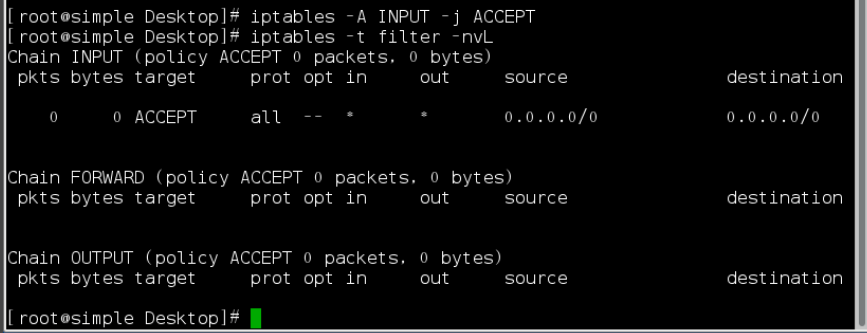 [root@simple Desktop]# iptables -A INPUT -j ACCEPT
[root@simple Desktop]# iptables -t filter -nvL
Chain INPUT (policy ACCEPT 0 packets, 0 bytes)
 pkts bytes target     prot opt in     out     source               destination
    0     0 ACCEPT     all  --  *      *       0.0.0.0/0            0.0.0.0/0
Chain FORWARD (policy ACCEPT 0 packets, 0 bytes)
 pkts bytes target     prot opt in     out     source               destination
Chain OUTPUT (policy ACCEPT 0 packets, 0 bytes)
 pkts bytes target     prot opt in     out     source               destination
[root@simple Desktop]#